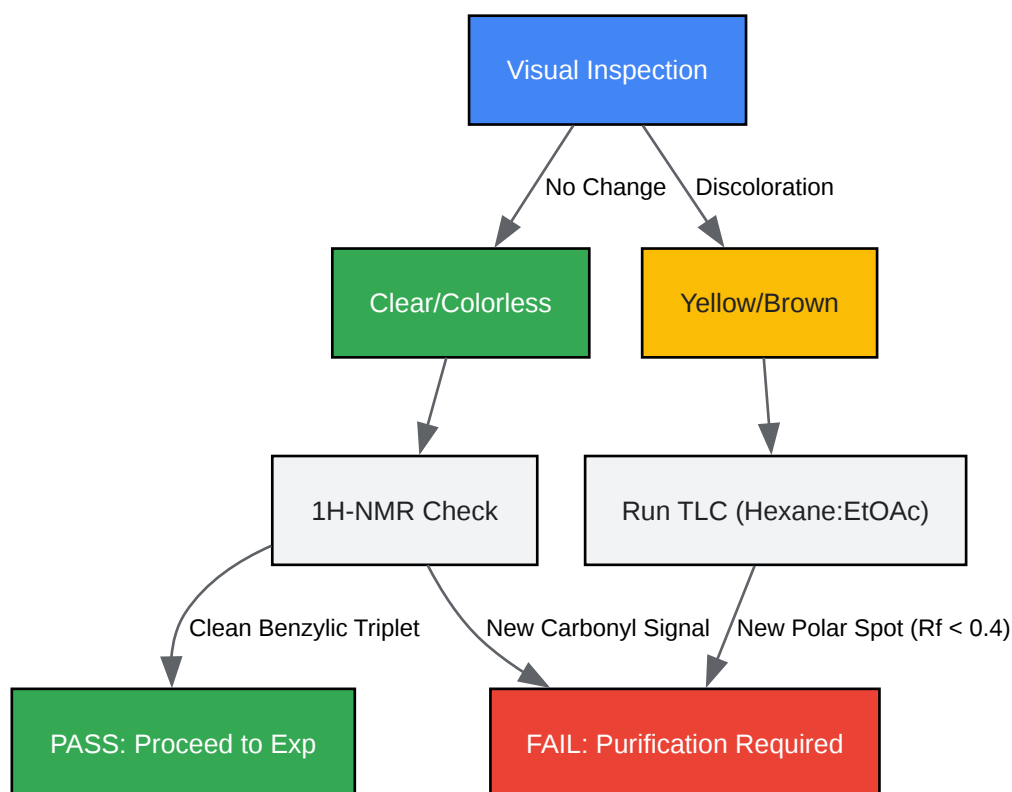 Visual Inspection
No Change
Discoloration
Clear/Colorless
Yellow/Brown
1H-NMR Check
Run TLC (Hexane:EtOAc)
Clean Benzylic Triplet
New Carbonyl Signal
New Polar Spot (Rf < 0.4)
PASS: Proceed to Exp
FAIL: Purification Required